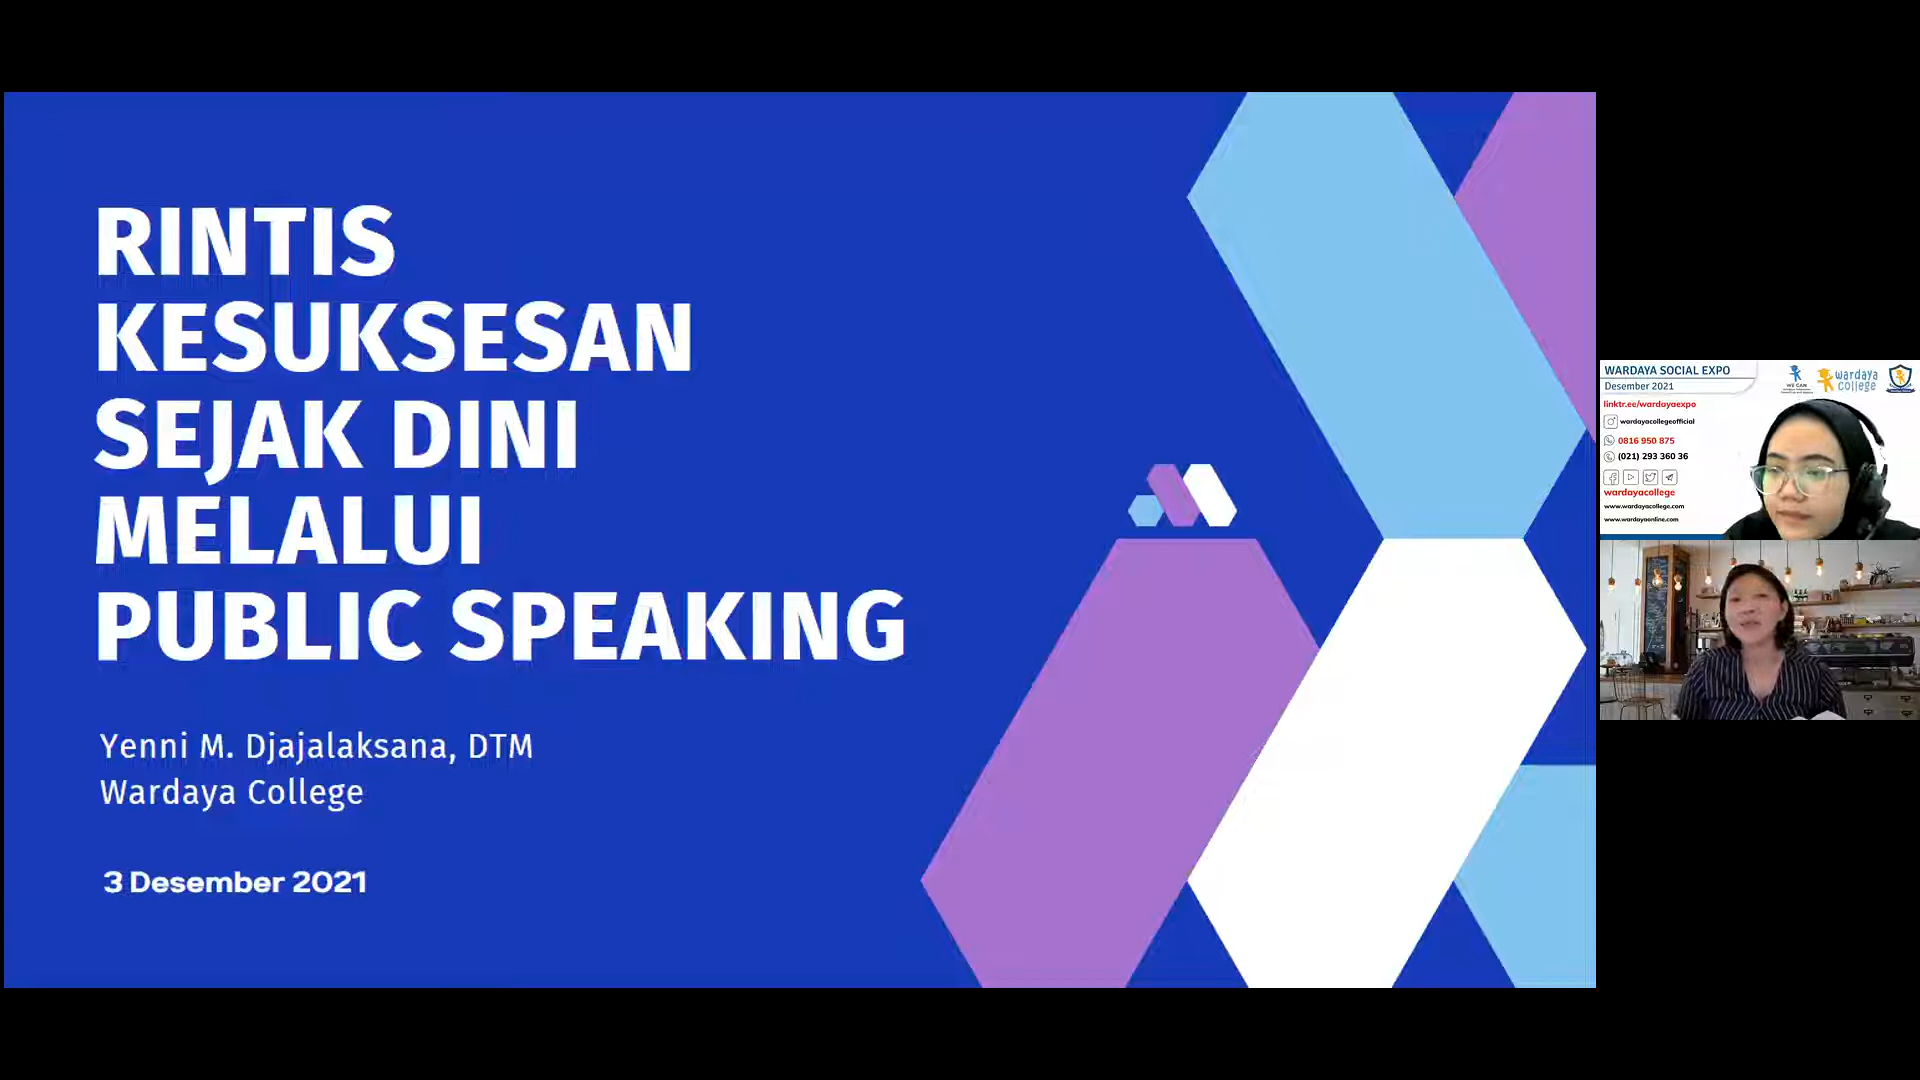 RINTIS
KESUKSESAN
SEJAK DINI
MELALUI
PUBLIC SPEAKING
Yenni M. Djajalaksana, DTM
Wardaya College
3 Desember 2021
WARDAYA SOCIAL EXPO
Desember 2021
WE CAN
wardaya
college
linktr.ee/wardayaexpo
wardayacollegeofficial
0816 950 875
(021) 293 360 36
wardayacollege
www.wardayacollege.com
www.wardayaonline.com